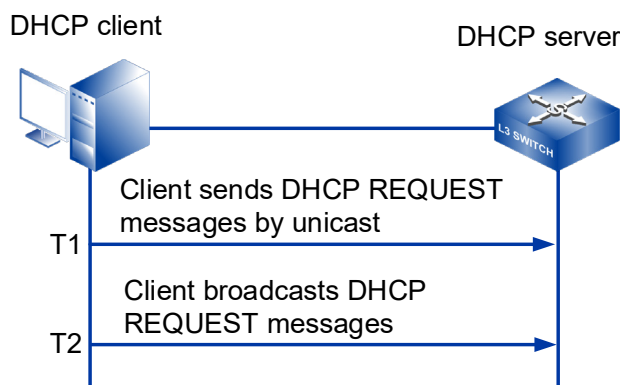 DHCP client
DHCP server
L3 SWITCH
Client sends DHCP REQUEST
messages by unicast
T1
Client broadcasts DHCP
REQUEST messages
T2